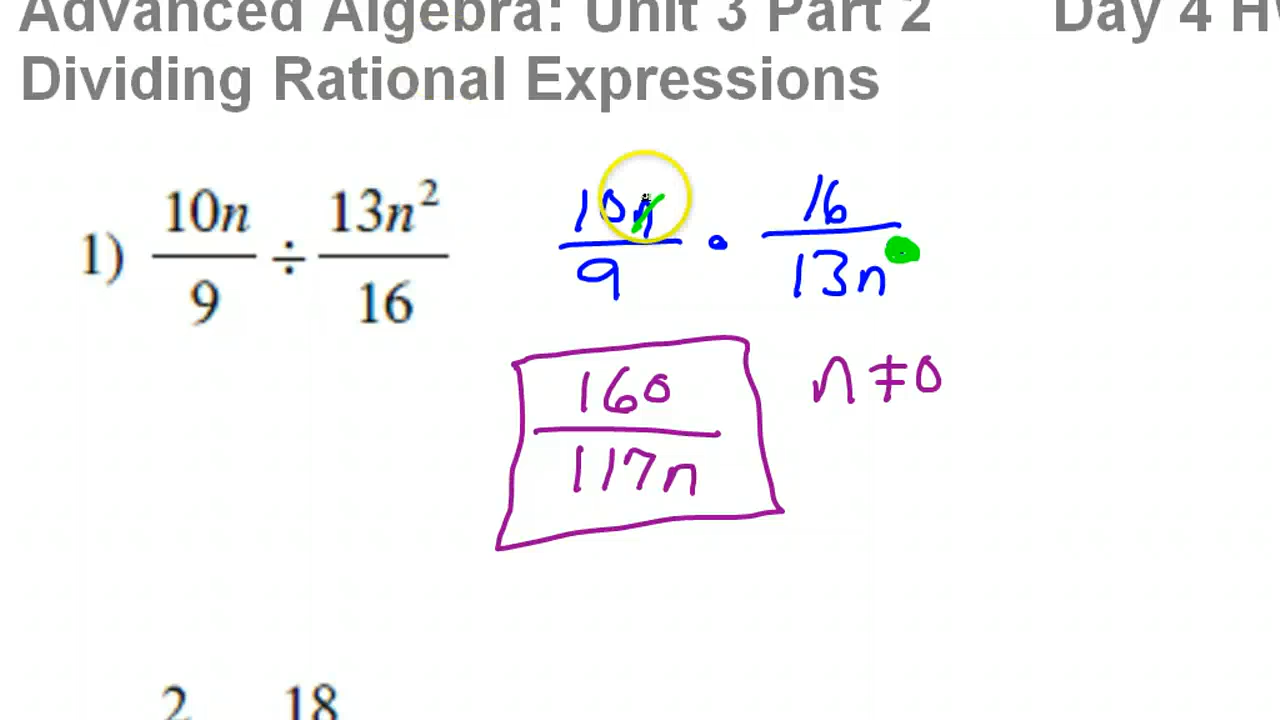 Advanced Algebra: Unit 3 Part 2 Day 4 HW
Dividing Rational Expressions
1) 10n/9 ÷ 13n²/16
10n/9 · 16/13n
160/117n n ≠ 0
2 18